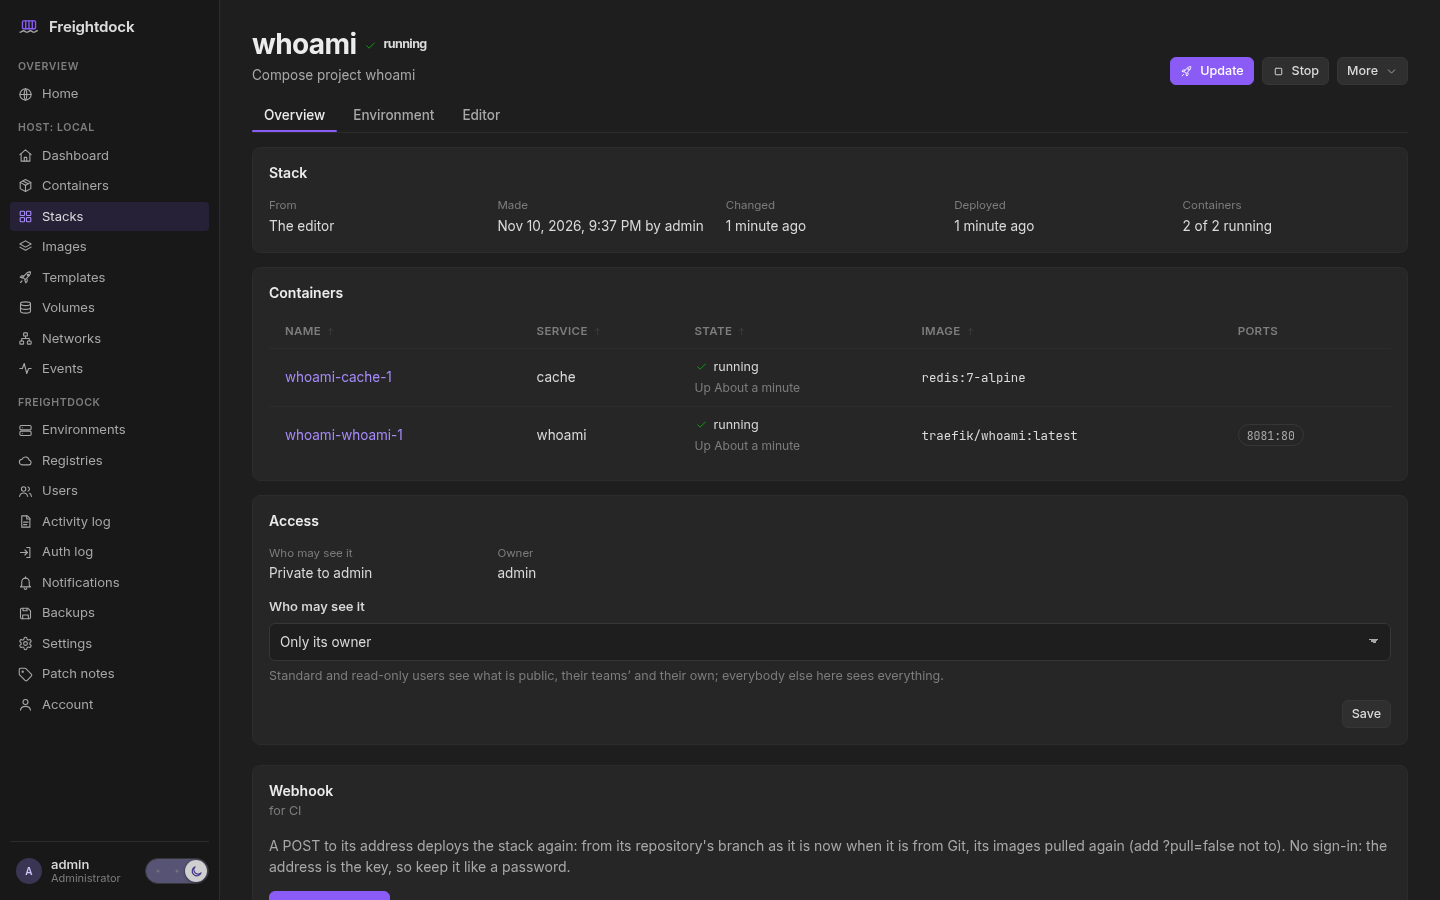 Freightdock
OVERVIEW
Home
HOST: LOCAL
Dashboard
Containers
Stacks
Images
Templates
Volumes
Networks
Events
FREIGHTDOCK
Environments
Registries
Users
Activity log
Auth log
Notifications
Backups
Settings
Patch notes
Account
A
admin
Administrator
whoami running
Compose project whoami
Update Stop More
Overview Environment Editor
Stack
From Made Changed Deployed Containers
The editor Nov 10, 2026, 9:37 PM by admin 1 minute ago 1 minute ago 2 of 2 running
Containers
NAME ↑ SERVICE ↑ STATE ↑ IMAGE ↑ PORTS
whoami-cache-1 cache running redis:7-alpine
Up About a minute
whoami-whoami-1 whoami running traefik/whoami:latest 8081:80
Up About a minute
Access
Who may see it Owner
Private to admin admin
Who may see it
Only its owner
Standard and read-only users see what is public, their teams’ and their own; everybody else here sees everything.
Save
Webhook
for CI
A POST to its address deploys the stack again: from its repository's branch as it is now when it is from Git, its images pulled again (add ?pull=false not to). No sign-in: the
address is the key, so keep it like a password.